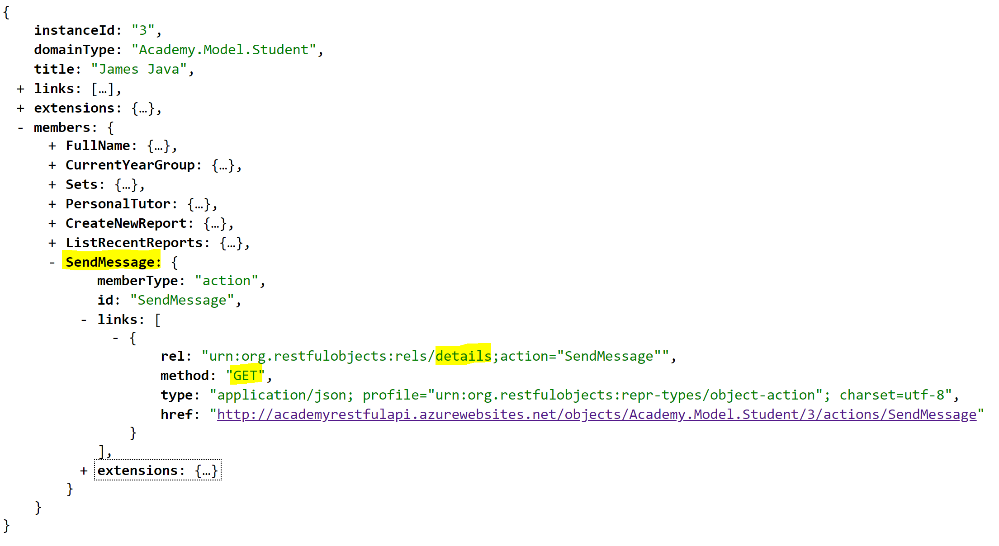 {
instanceId: "3",
domainType: "Academy.Model.Student",
title: "James Java",
+ links: […],
+ extensions: {…},
- members: {
+ FullName: {…},
+ CurrentYearGroup: {…},
+ Sets: {…},
+ PersonalTutor: {…},
+ CreateNewReport: {…},
+ ListRecentReports: {…},
- SendMessage: {
memberType: "action",
id: "SendMessage",
- links: [
- {
rel: "urn:org.restfulobjects:rels/details;action="SendMessage"",
method: "GET",
type: "application/json; profile="urn:org.restfulobjects:repr-types/object-action"; charset=utf-8",
href: "http://academyrestfulapi.azurewebsites.net/objects/Academy.Model.Student/3/actions/SendMessage"
}
],
+ extensions: {…}
}
}
}